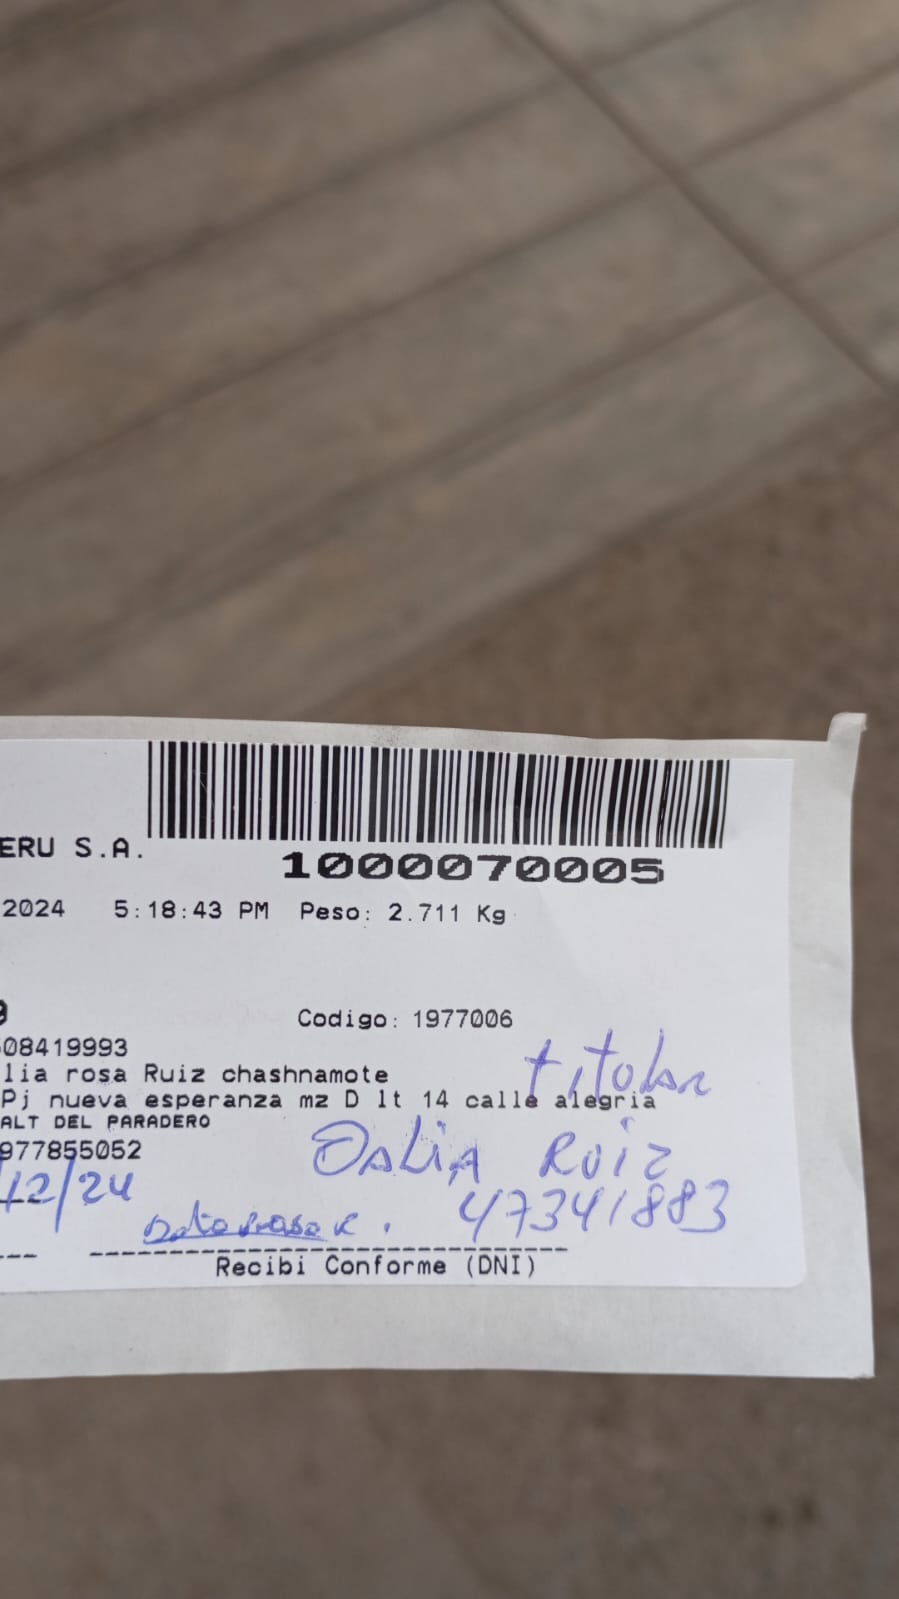 1000070005
ERU S.A.
2024 5:18:43 PM Peso: 2.711 Kg
9
Codigo: 1977006
08419993
lia rosa Ruiz chashnamote
titular
Pj nueva esperanza mz D lt 14 calle alegria
ALT DEL PARADERO
977855052
DaLiA Ruiz
12/24
47341883
Recibi Conforme (DNI)